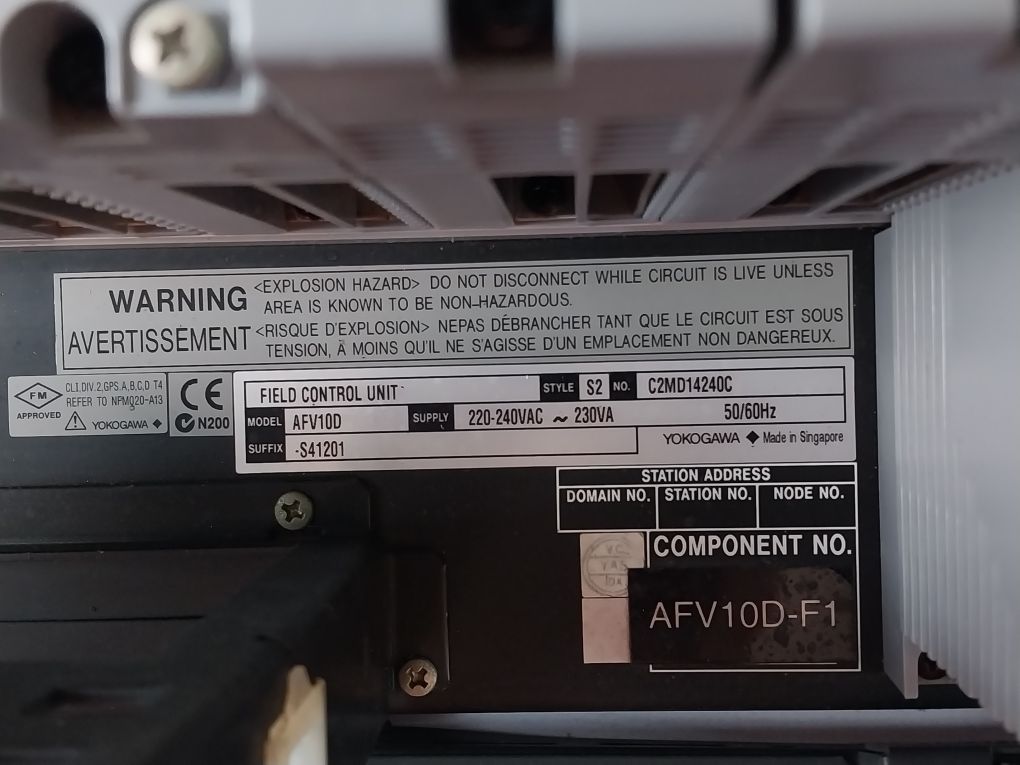 WARNING <EXPLOSION HAZARD> DO NOT DISCONNECT WHILE CIRCUIT IS LIVE UNLESS
AREA IS KNOWN TO BE NON-HAZARDOUS.
AVERTISSEMENT <RISQUE D'EXPLOSION> NEPAS DÉBRANCHER TANT QUE LE CIRCUIT EST SOUS
TENSION, À MOINS QU'IL NE S'AGISSE D'UN EMPLACEMENT NON DANGEREUX.
FM
APPROVED
CL.I.DIV.2,GPS.A,B,C,D T4
REFER TO NFM020-A13
YOKOGAWA
CE
N200
FIELD CONTROL UNIT STYLE S2 NO. C2MD14240C
MODEL AFV10D SUPPLY 220-240VAC ~ 230VA 50/60Hz
SUFFIX -S41201
YOKOGAWA Made in Singapore
STATION ADDRESS
DOMAIN NO. STATION NO. NODE NO.
COMPONENT NO.
AFV10D-F1